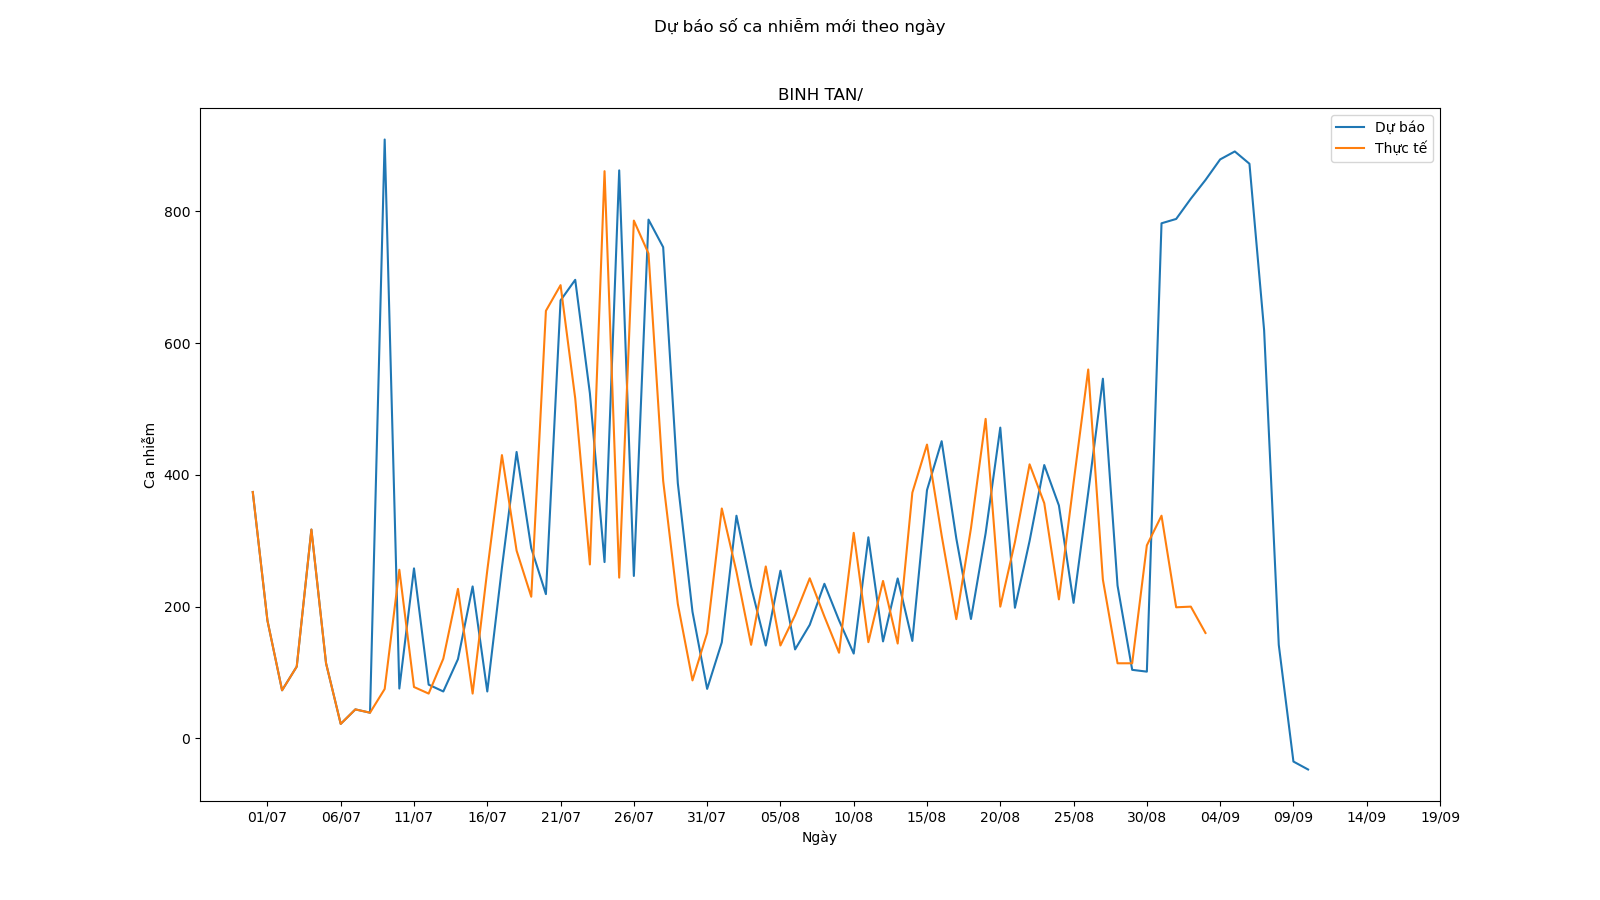 Dự báo số ca nhiễm mới theo ngày
BINH TAN/
Dự báo
Thực tế
800
600
400
200
0
Ca nhiễm
01/07 06/07 11/07 16/07 21/07 26/07 31/07 05/08 10/08 15/08 20/08 25/08 30/08 04/09 09/09 14/09 19/09
Ngày